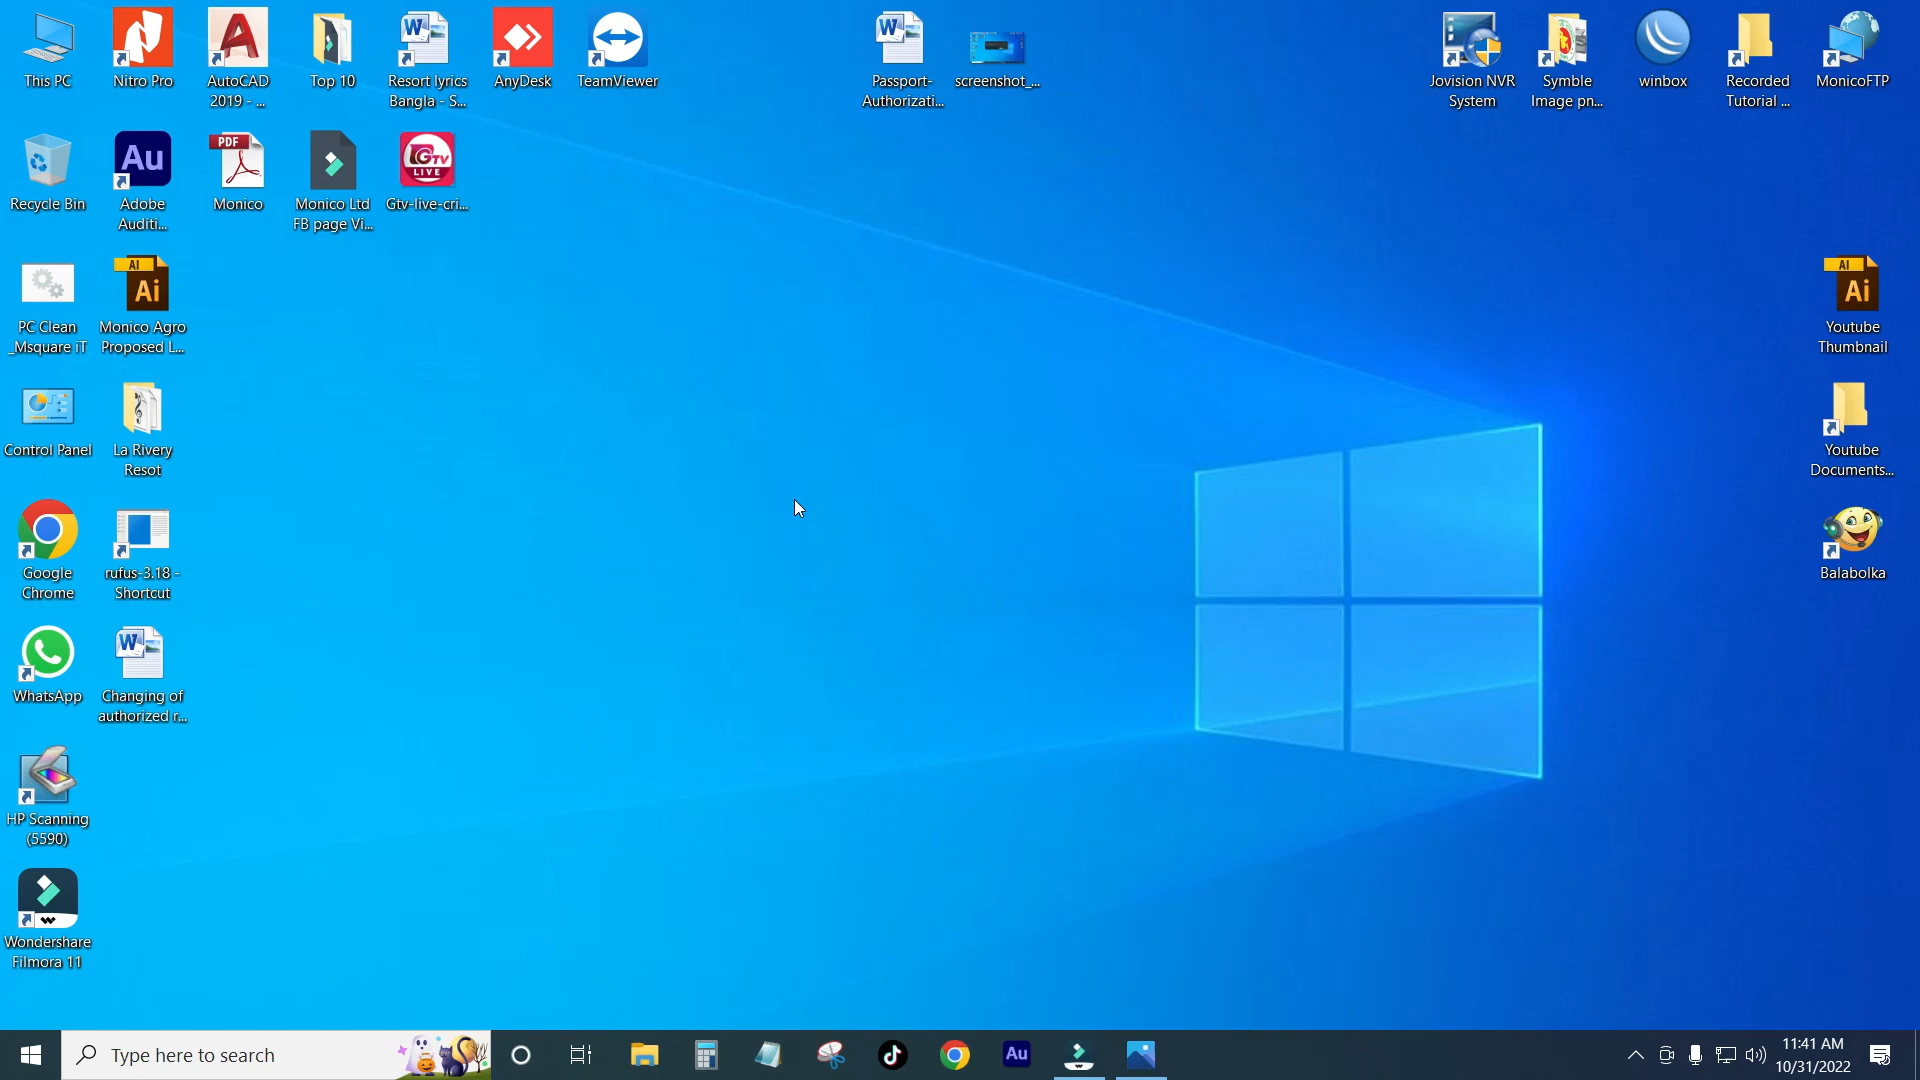 This PC
Nitro Pro
AutoCAD
2019 - ...
Top 10
Resort lyrics
Bangla - S...
AnyDesk
TeamViewer
Passport-
Authorizati...
screenshot_...
Jovision NVR
System
Symble
Image pn...
winbox
Recorded
Tutorial ...
MonicoFTP
Recycle Bin
Au
Adobe
Auditi...
PDF
Monico
Monico Ltd
FB page Vi...
GTV
LIVE
Gtv-live-cri...
PC Clean
_Msquare iT
AI
Ai
Monico Agro
Proposed L...
AI
Ai
Youtube
Thumbnail
Control Panel
La Rivery
Resot
Youtube
Documents...
Google
Chrome
rufus-3.18 -
Shortcut
Balabolka
WhatsApp
Changing of
authorized r...
HP Scanning
(5590)
Wondershare
Filmora 11
Type here to search
Au
11:41 AM
10/31/2022